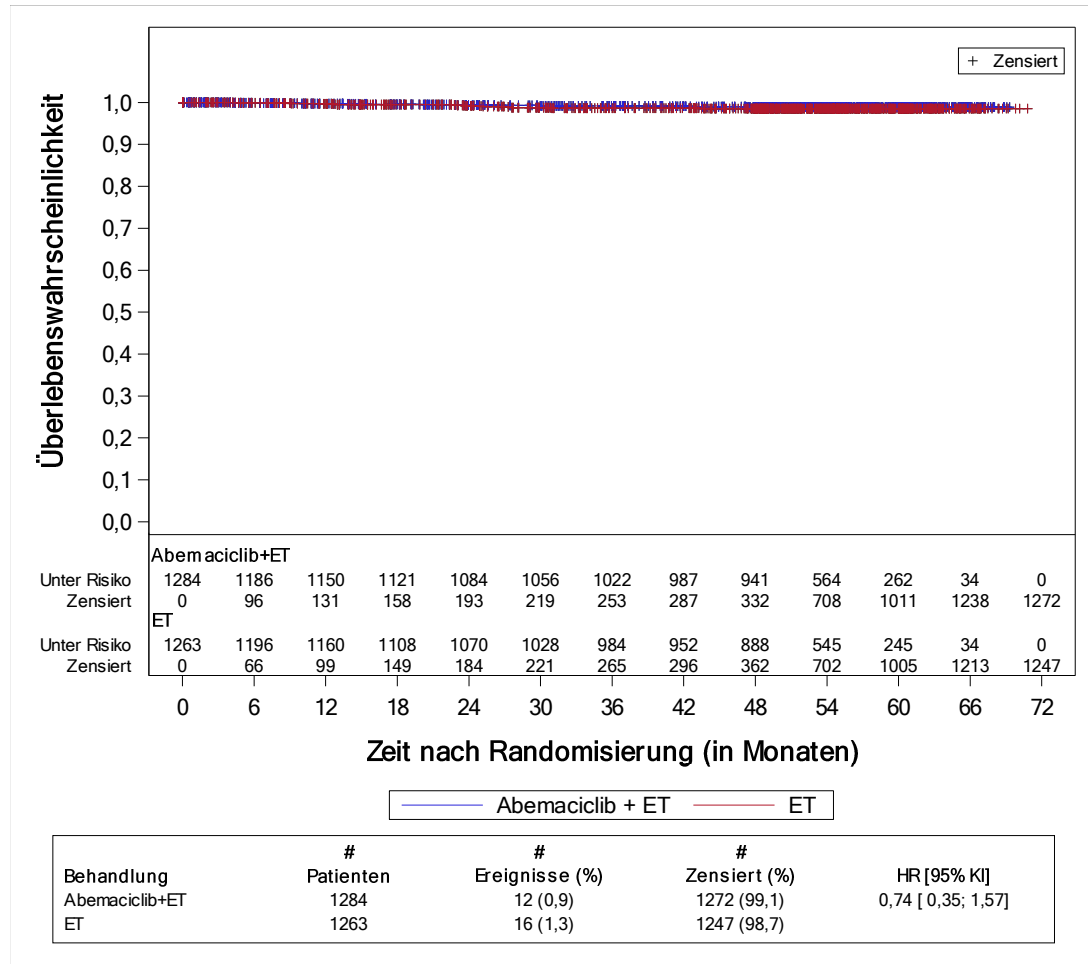 + Zensiert
Überlebenswahrscheinlichkeit
1,0
0,9
0,8
0,7
0,6
0,5
0,4
0,3
0,2
0,1
0,0
Abemaciclib+ET
Unter Risiko 1284 1186 1150 1121 1084 1056 1022 987 941 564 262 34 0
Zensiert 0 96 131 158 193 219 253 287 332 708 1011 1238 1272
ET
Unter Risiko 1263 1196 1160 1108 1070 1028 984 952 888 545 245 34 0
Zensiert 0 66 99 149 184 221 265 296 362 702 1005 1213 1247
0 6 12 18 24 30 36 42 48 54 60 66 72
Zeit nach Randomisierung (in Monaten)
Abemaciclib + ET ET
# # #
Behandlung Patienten Ereignisse (%) Zensiert (%) HR [95% KI]
Abemaciclib+ET 1284 12 (0,9) 1272 (99,1) 0,74 [ 0,35; 1,57]
ET 1263 16 (1,3) 1247 (98,7)